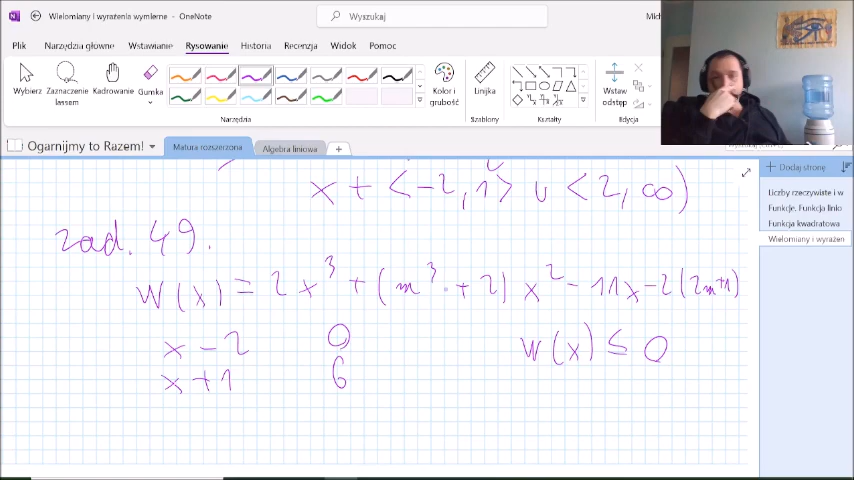 Wielomiany i wyrażenia wymierne - OneNote
Wyszukaj
Plik Narzędzia główne Wstawianie Rysowanie Historia Recenzja Widok Pomoc
Wybierz
Zaznaczenie lassem
Kadrowanie
Gumka
Kolor i grubość
Linijka
Wstaw odstęp
Narzędzia
Szablony
Kształty
Edycja
Ogarnijmy to Razem!
Matura rozszerzona
Algebra liniowa
Dodaj stronę
Liczby rzeczywiste i w
Funkcje. Funkcja linio
Funkcja kwadratowa
Wielomiany i wyrażen
x + <-2, 1> ∪ <2, ∞)
zad. 49.
W(x) = 2x³ + (m³ + 2) x² - 11x - 2(2m+1)
x - 2 0
x + 1 6
W(x) ≤ 0